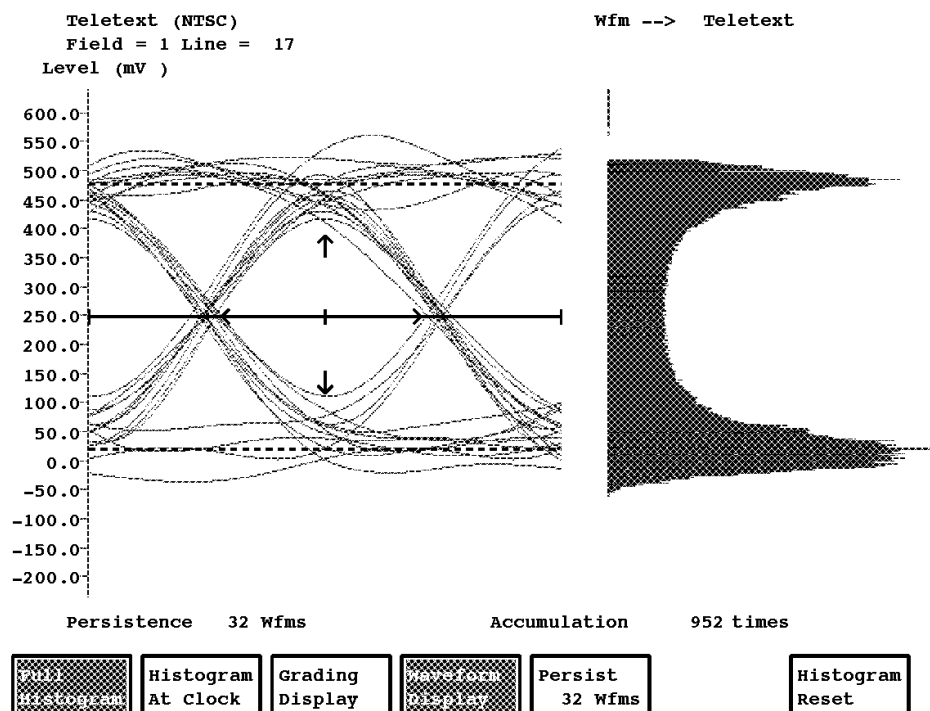 Teletext (NTSC)
Wfm --> Teletext
Field = 1 Line = 17
Level (mV )
600.0
550.0
500.0
450.0
400.0
350.0
300.0
250.0
200.0
150.0
100.0
50.0
0.0
-50.0
-100.0
-150.0
-200.0
Persistence 32 Wfms
Accumulation 952 times
Full
Histogram
Histogram
At Clock
Grading
Display
Waveform
Display
Persist
32 Wfms
Histogram
Reset